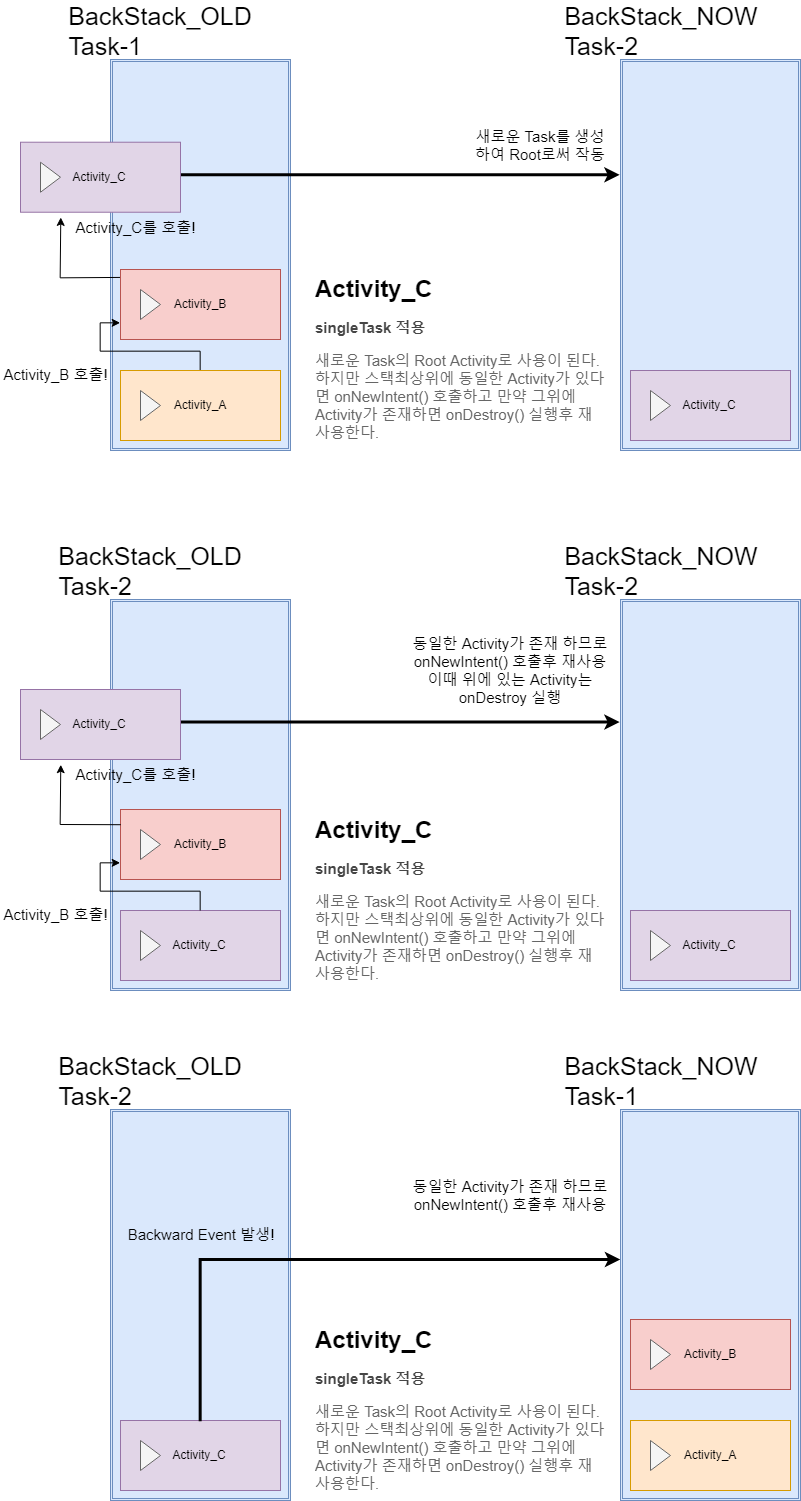 BackStack_OLD
Task-1
BackStack_NOW
Task-2
새로운 Task를 생성
하여 Root로써 작동
Activity_C
Activity_C를 호출!
Activity_B
Activity_B 호출!
Activity_A
Activity_C
singleTask 적용
새로운 Task의 Root Activity로 사용이 된다.
하지만 스택최상위에 동일한 Activity가 있다
면 onNewIntent() 호출하고 만약 그위에
Activity가 존재하면 onDestroy() 실행후 재
사용한다.
Activity_C
BackStack_OLD
Task-2
BackStack_NOW
Task-2
동일한 Activity가 존재 하므로
onNewIntent() 호출후 재사용
이때 위에 있는 Activity는
onDestroy 실행
Activity_C
Activity_C를 호출!
Activity_B
Activity_B 호출!
Activity_C
Activity_C
singleTask 적용
새로운 Task의 Root Activity로 사용이 된다.
하지만 스택최상위에 동일한 Activity가 있다
면 onNewIntent() 호출하고 만약 그위에
Activity가 존재하면 onDestroy() 실행후 재
사용한다.
Activity_C
BackStack_OLD
Task-2
BackStack_NOW
Task-1
동일한 Activity가 존재 하므로
onNewIntent() 호출후 재사용
Backward Event 발생!
Activity_C
Activity_C
singleTask 적용
새로운 Task의 Root Activity로 사용이 된다.
하지만 스택최상위에 동일한 Activity가 있다
면 onNewIntent() 호출하고 만약 그위에
Activity가 존재하면 onDestroy() 실행후 재
사용한다.
Activity_B
Activity_A